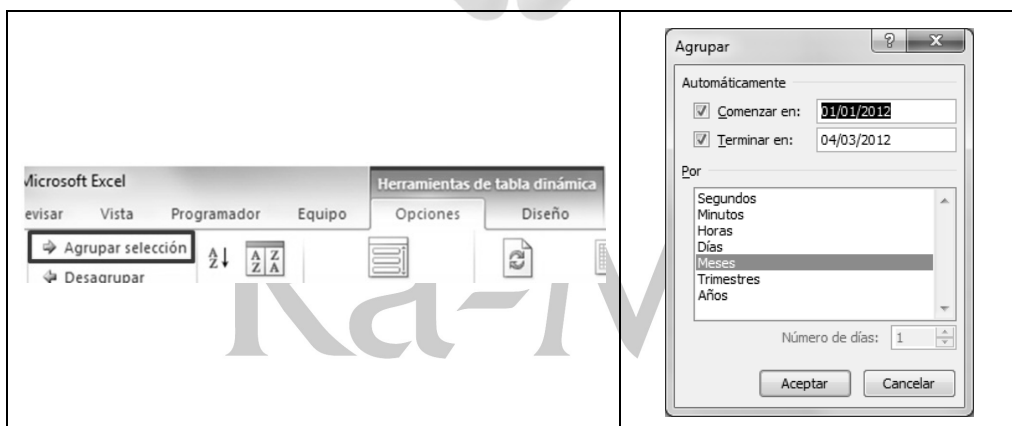 Microsoft Excel
Herramientas de tabla dinámica
evisar Vista Programador Equipo Opciones Diseño
Agrupar selección
Desagrupar
Agrupar
Automáticamente
Comenzar en: 01/01/2012
Terminar en: 04/03/2012
Por
Segundos
Minutos
Horas
Días
Meses
Trimestres
Años
Número de días: 1
Aceptar Cancelar
Ra-M